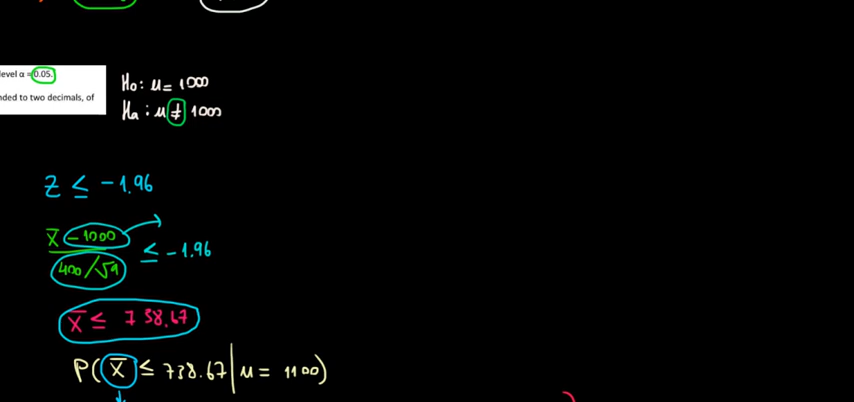 level α = 0.05.
nded to two decimals, of
H₀: μ = 1000
Hₐ: μ ≠ 1000
Z ≤ -1.96
(X̄ - 1000) / (400/√9) ≤ -1.96
X̄ ≤ 738.67
P(X̄ ≤ 738.67 | μ = 1100)